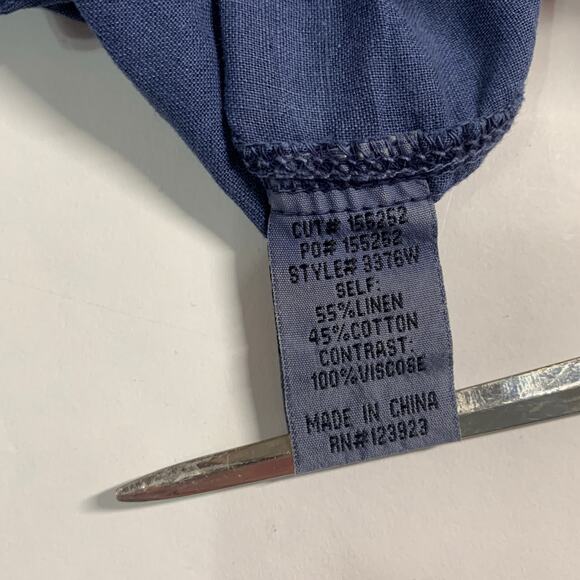 CUT# 155252
PO# 155252
STYLE# 3376W
SELF:
55%LINEN
45%COTTON
CONTRAST:
100%VISCOSE
MADE IN CHINA
RN#123923